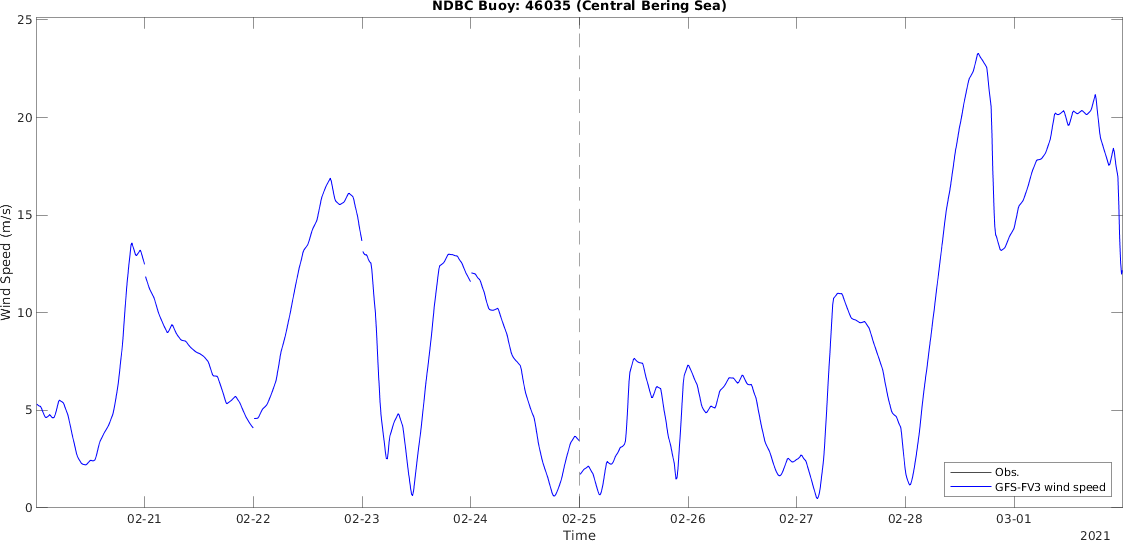 NDBC Buoy: 46035 (Central Bering Sea)
25
20
15
10
5
0
Wind Speed (m/s)
02-21 02-22 02-23 02-24 02-25 02-26 02-27 02-28 03-01
Time
2021
Obs.
GFS-FV3 wind speed